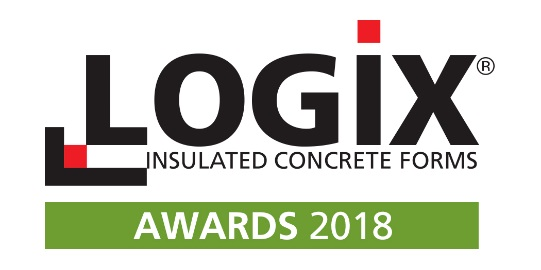 LOGiX®
INSULATED CONCRETE FORMS
AWARDS 2018